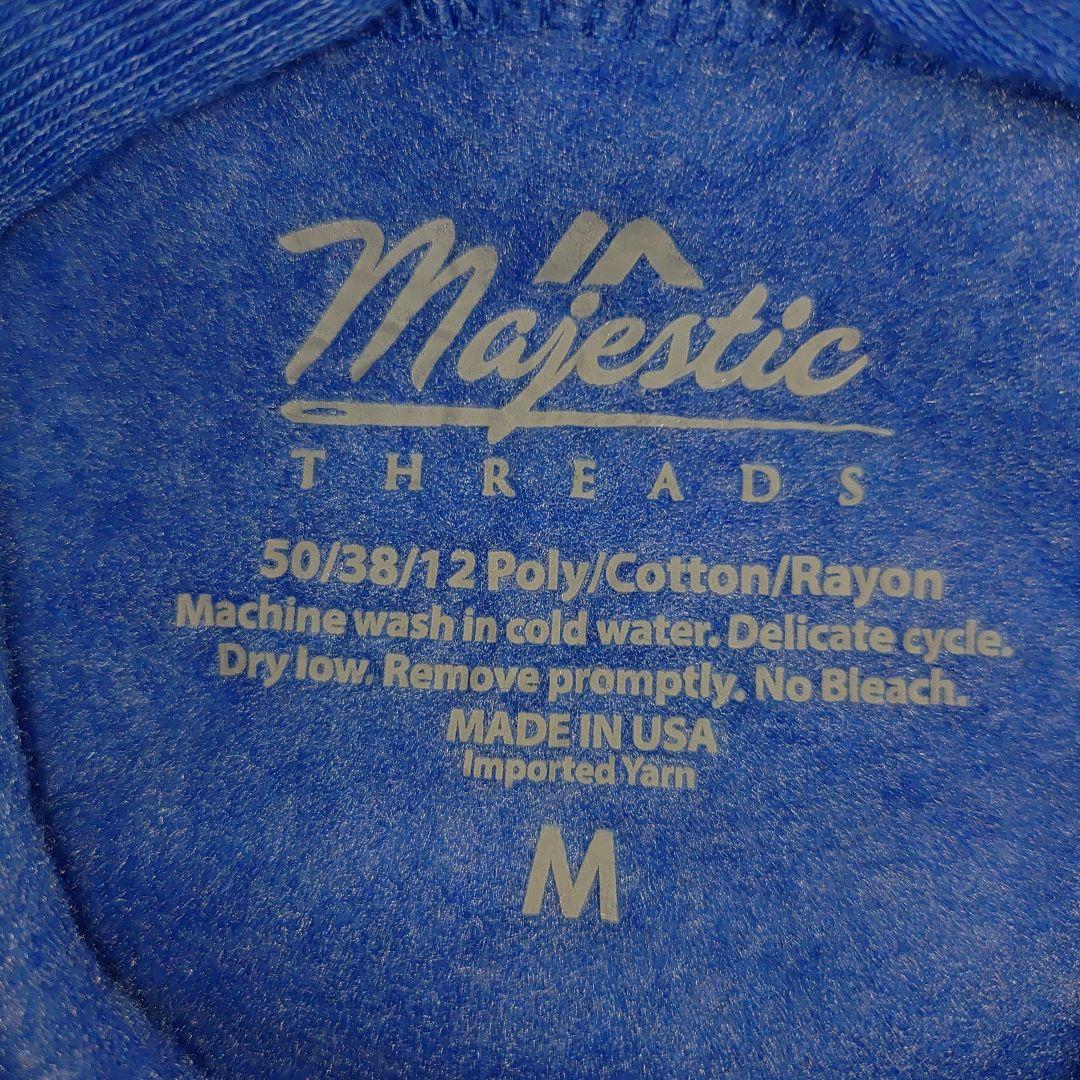 Majestic
THREADS
50/38/12 Poly/Cotton/Rayon
Machine wash in cold water. Delicate cycle.
Dry low. Remove promptly. No Bleach.
MADE IN USA
Imported Yarn
M